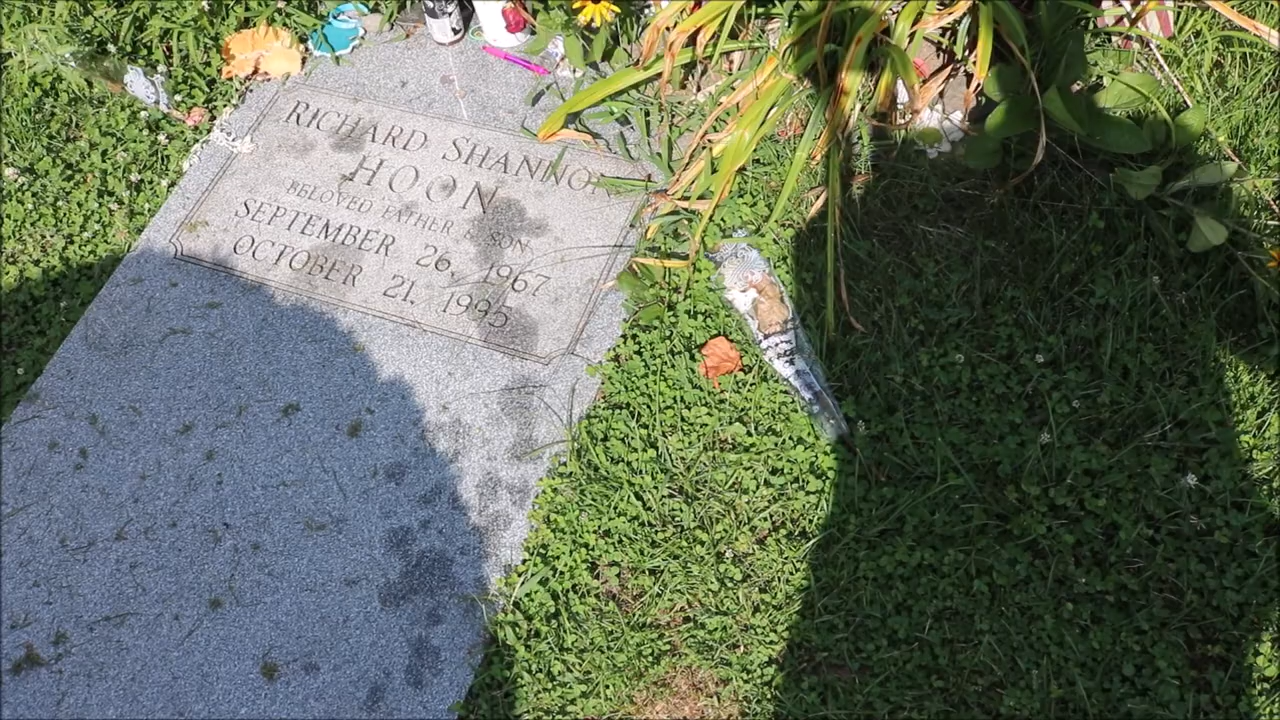 RICHARD SHANNON
HOON
BELOVED FATHER & SON
SEPTEMBER 26, 1967
OCTOBER 21, 1995